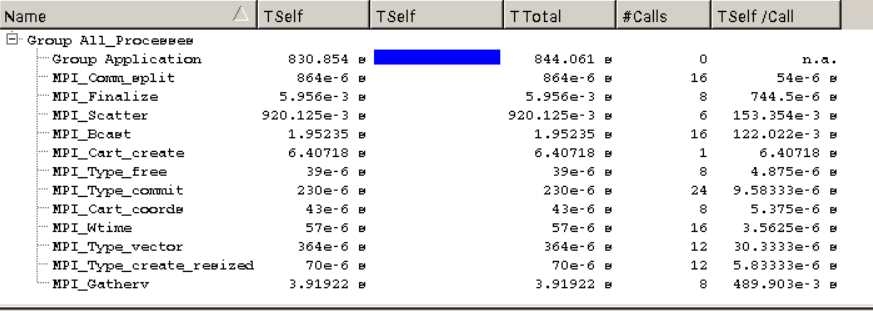 Name TSelf TSelf TTotal #Calls TSelf /Call
Group All_Processes
Group Application 830.854 s 844.061 s 0 n.a.
MPI_Comm_split 864e-6 s 864e-6 s 16 54e-6 s
MPI_Finalize 5.956e-3 s 5.956e-3 s 8 744.5e-6 s
MPI_Scatter 920.125e-3 s 920.125e-3 s 6 153.354e-3 s
MPI_Bcast 1.95235 s 1.95235 s 16 122.022e-3 s
MPI_Cart_create 6.40718 s 6.40718 s 1 6.40718 s
MPI_Type_free 39e-6 s 39e-6 s 8 4.875e-6 s
MPI_Type_commit 230e-6 s 230e-6 s 24 9.58333e-6 s
MPI_Cart_coords 43e-6 s 43e-6 s 8 5.375e-6 s
MPI_Wtime 57e-6 s 57e-6 s 16 3.5625e-6 s
MPI_Type_vector 364e-6 s 364e-6 s 12 30.3333e-6 s
MPI_Type_create_resized 70e-6 s 70e-6 s 12 5.83333e-6 s
MPI_Gatherv 3.91922 s 3.91922 s 8 489.903e-3 s